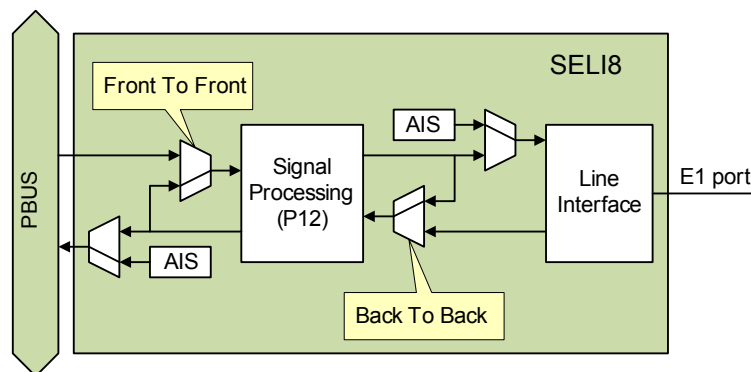 SELI8
Front To Front
AIS
Signal
Processing
(P12)
Line
Interface
E1 port
PBUS
AIS
Back To Back